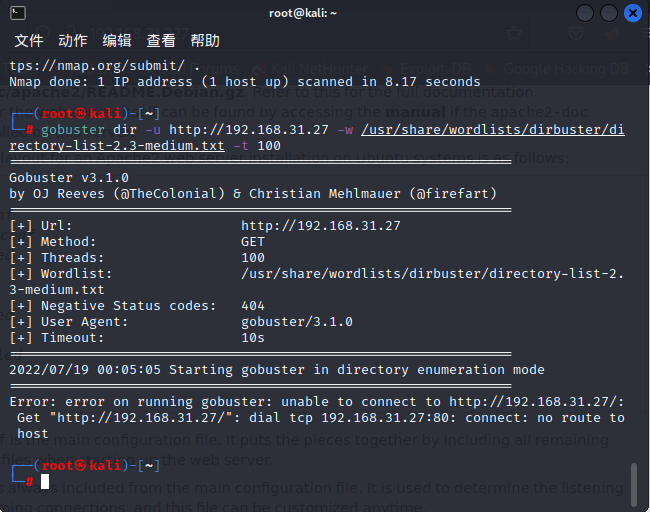 root@kali: ~
文件 动作 编辑 查看 帮助
tps://nmap.org/submit/ .
Nmap done: 1 IP address (1 host up) scanned in 8.17 seconds
(root㉿kali)-[~]
# gobuster dir -u http://192.168.31.27 -w /usr/share/wordlists/dirbuster/di
rectory-list-2.3-medium.txt -t 100
===============================================================
Gobuster v3.1.0
by OJ Reeves (@TheColonial) & Christian Mehlmauer (@firefart)
===============================================================
[+] Url: http://192.168.31.27
[+] Method: GET
[+] Threads: 100
[+] Wordlist: /usr/share/wordlists/dirbuster/directory-list-2.
3-medium.txt
[+] Negative Status codes: 404
[+] User Agent: gobuster/3.1.0
[+] Timeout: 10s
===============================================================
2022/07/19 00:05:05 Starting gobuster in directory enumeration mode
===============================================================
Error: error on running gobuster: unable to connect to http://192.168.31.27/:
Get "http://192.168.31.27/": dial tcp 192.168.31.27:80: connect: no route to
host
(root㉿kali)-[~]
#